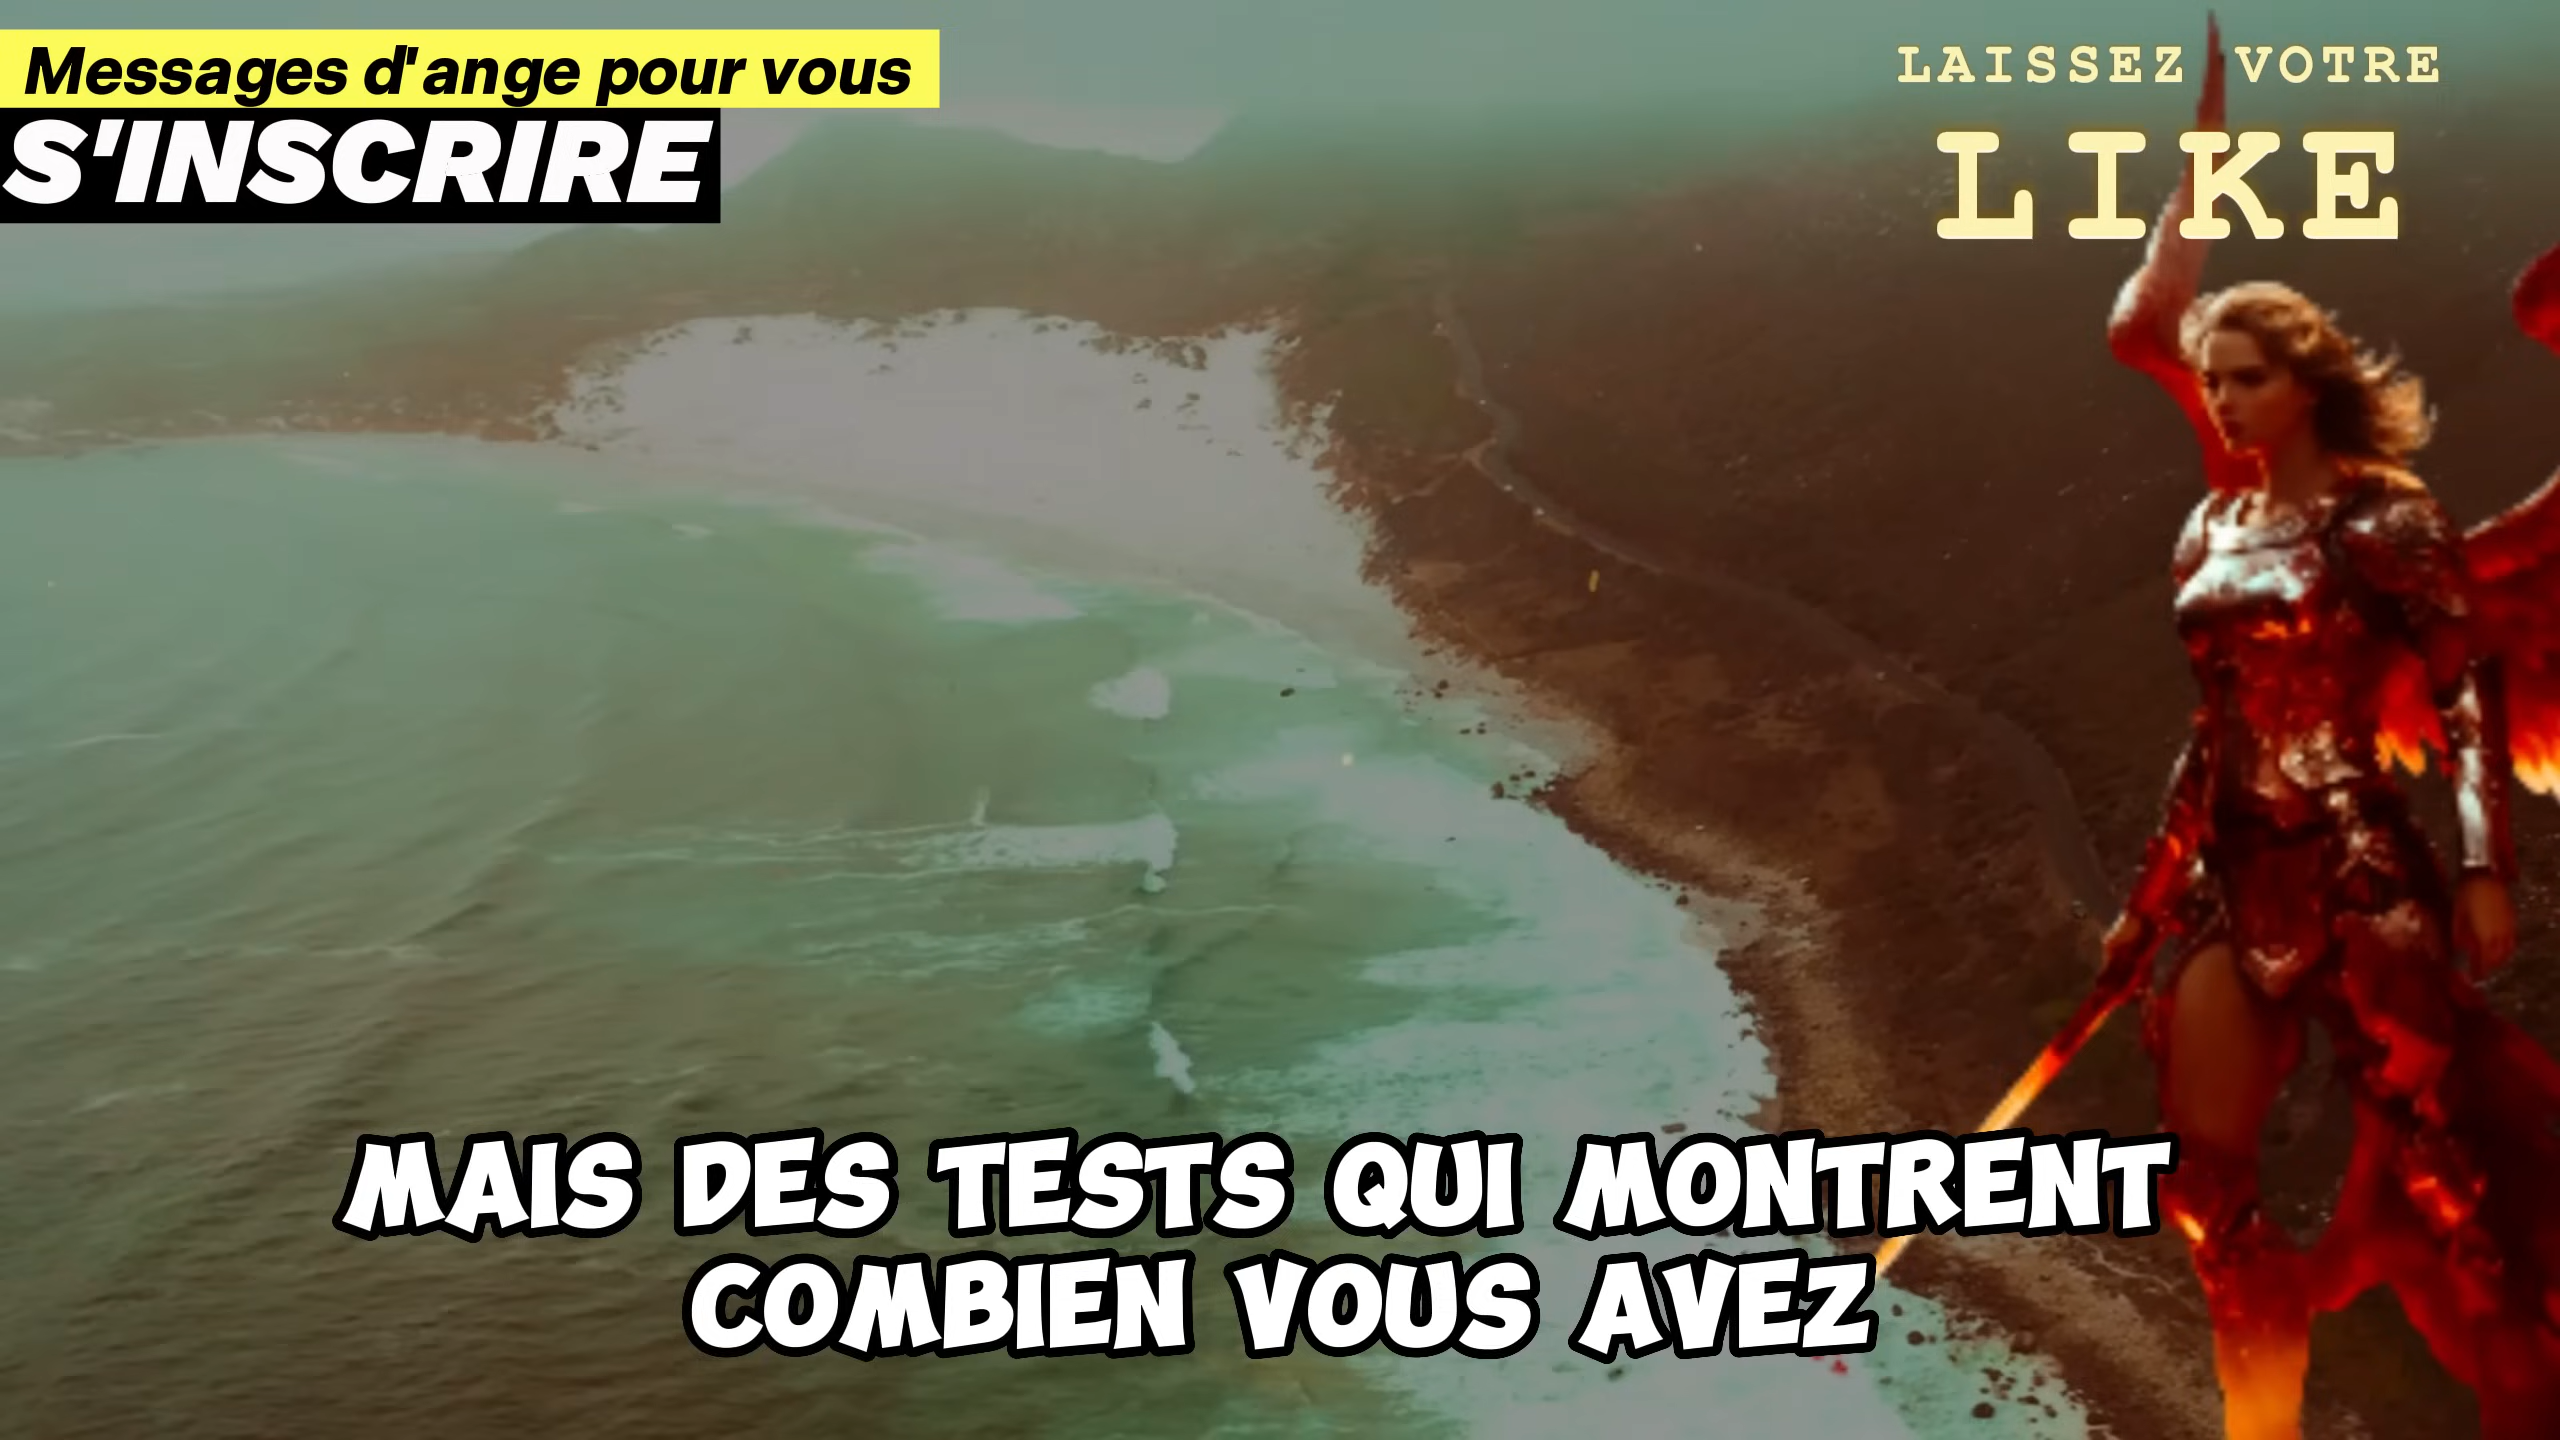 Messages d'ange pour vous
S'INSCRIRE
LAISSEZ VOTRE
LIKE
MAIS DES TESTS QUI MONTRENT
COMBIEN VOUS AVEZ